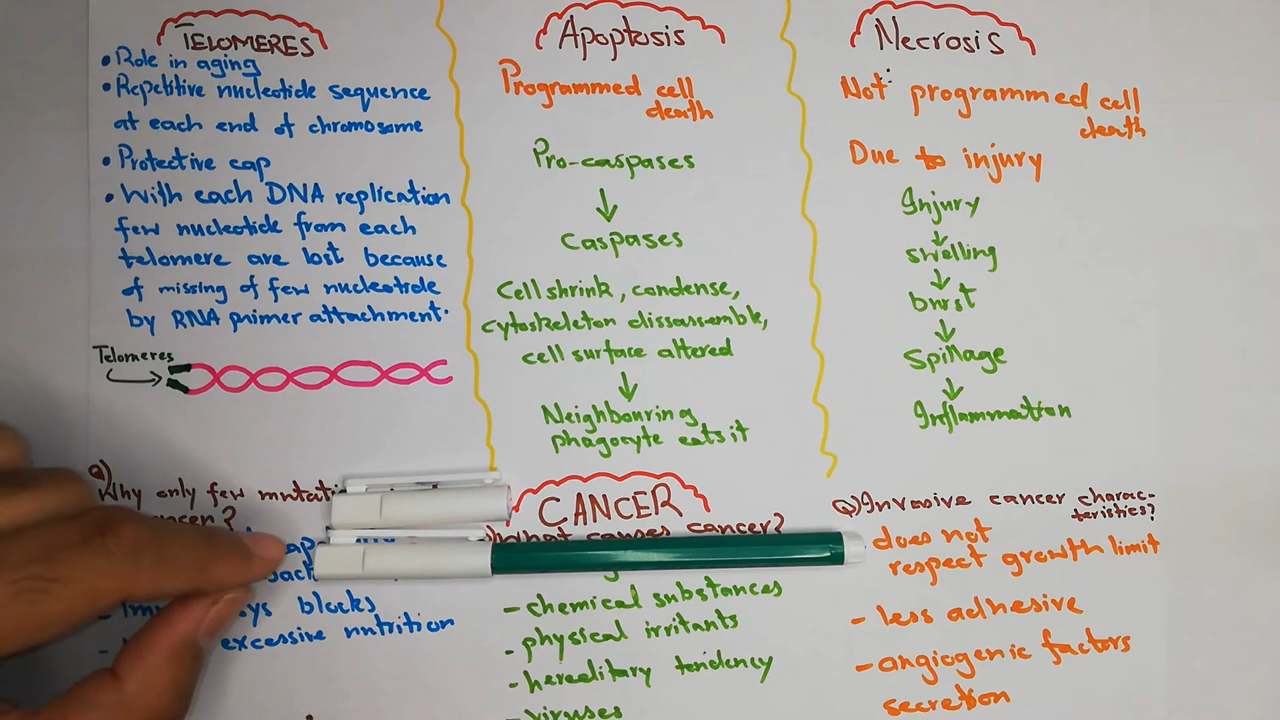 TELOMERES
• Role in aging
• Repetitive nucleotide sequence
at each end of chromosome
• Protective cap
• With each DNA replication
few nucleotide from each
telomere are lost because
of missing of few nucleotide
by RNA primer attachment.
Telomeres
Apoptosis
Programmed cell
death
Pro-caspases
Caspases
Cell shrink, condense,
cytoskeleton dissassemble,
cell surface altered
Neighbouring
phagocyte eats it
Necrosis
Not programmed cell
death
Due to injury
Injury
swelling
burst
Spillage
Inflammation
Q)
Why only few
?
blocks
excessive nutrition
CANCER
What causes cancer?
- chemical substances
- physical irritants
- hereditary tendency
- viruses
Q) Invasive cancer charac-
teristics?
does not
respect growth limit
- less adhesive
- angiogenic factors
secretion